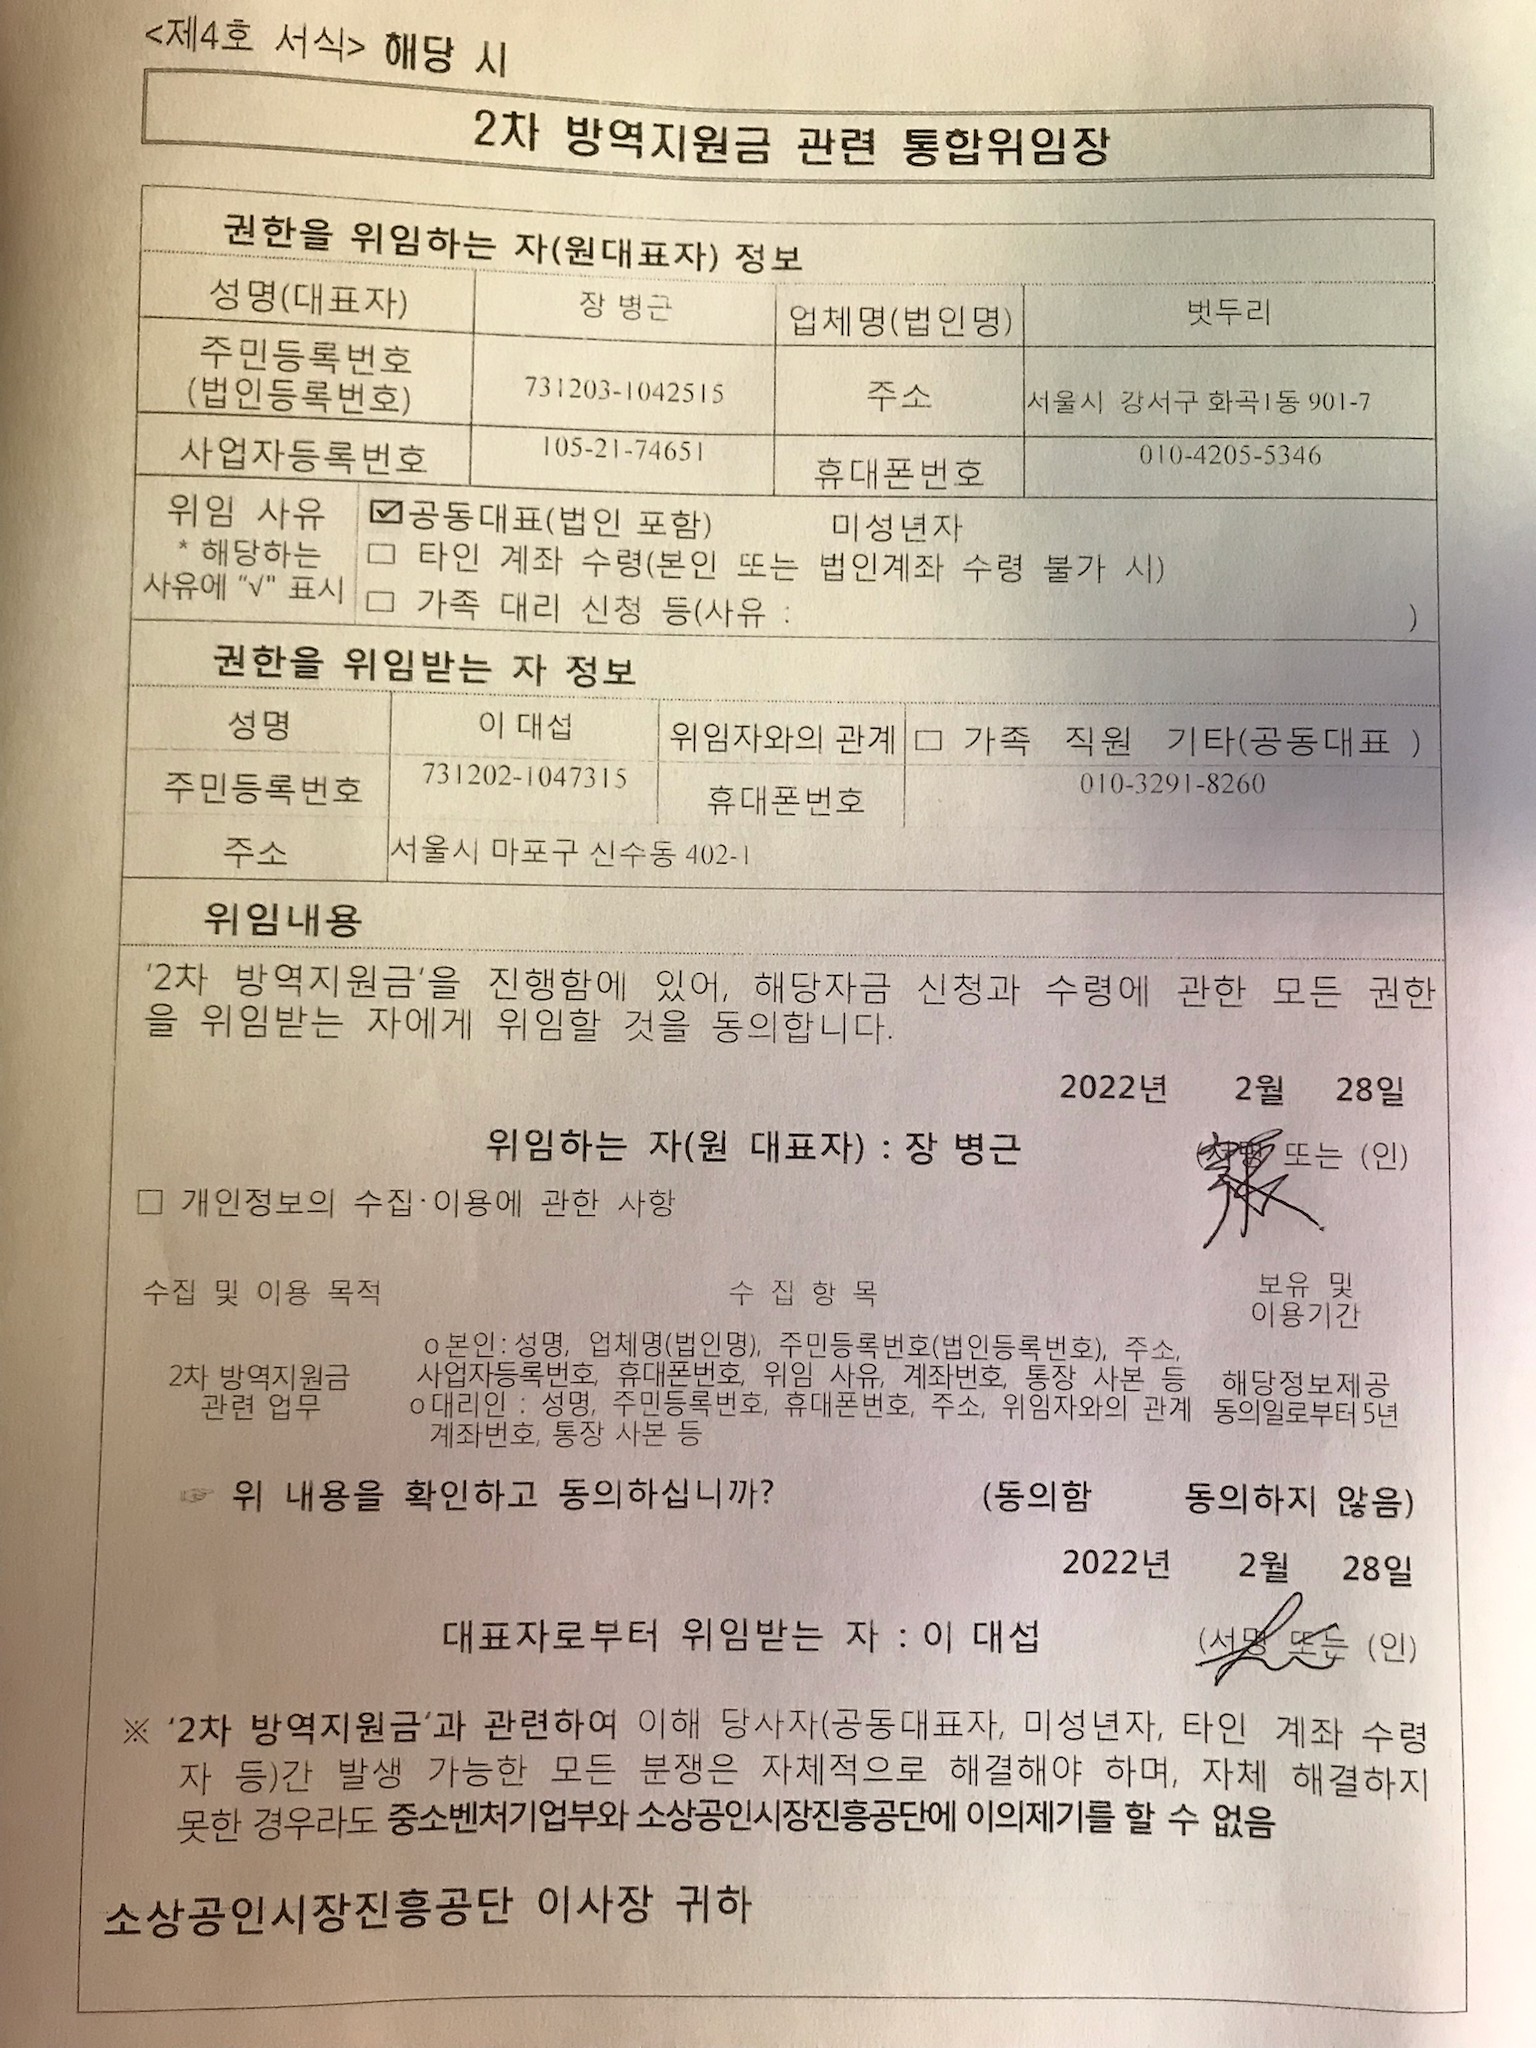 <제4호 서식> 해당 시
2차 방역지원금 관련 통합위임장
권한을 위임하는 자(원대표자) 정보
성명(대표자) 장 병근 업체명(법인명) 벗두리
주민등록번호
(법인등록번호) 731203-1042515 주소 서울시 강서구 화곡1동 901-7
사업자등록번호 105-21-74651 휴대폰번호 010-4205-5346
위임 사유 ☑공동대표(법인 포함) 미성년자
* 해당하는 □ 타인 계좌 수령(본인 또는 법인계좌 수령 불가 시)
사유에 "√" 표시 □ 가족 대리 신청 등(사유 : )
권한을 위임받는 자 정보
성명 이 대섭 위임자와의 관계 □ 가족 직원 기타(공동대표 )
주민등록번호 731202-1047315 휴대폰번호 010-3291-8260
주소 서울시 마포구 신수동 402-1
위임내용
'2차 방역지원금'을 진행함에 있어, 해당자금 신청과 수령에 관한 모든 권한
을 위임받는 자에게 위임할 것을 동의합니다.
2022년 2월 28일
위임하는 자(원 대표자) : 장 병근 (서명 또는 (인)
□ 개인정보의 수집·이용에 관한 사항
수집 및 이용 목적 수 집 항 목 보유 및
이용기간
o본인: 성명, 업체명(법인명), 주민등록번호(법인등록번호), 주소,
2차 방역지원금 사업자등록번호, 휴대폰번호, 위임 사유, 계좌번호, 통장 사본 등 해당정보제공
관련 업무 o대리인 : 성명, 주민등록번호, 휴대폰번호, 주소, 위임자와의 관계 동의일로부터 5년
계좌번호, 통장 사본 등
☞ 위 내용을 확인하고 동의하십니까? (동의함 동의하지 않음)
2022년 2월 28일
대표자로부터 위임받는 자 : 이 대섭 (서명 또는 (인)
※ '2차 방역지원금'과 관련하여 이해 당사자(공동대표자, 미성년자, 타인 계좌 수령
자 등)간 발생 가능한 모든 분쟁은 자체적으로 해결해야 하며, 자체 해결하지
못한 경우라도 중소벤처기업부와 소상공인시장진흥공단에 이의제기를 할 수 없음
소상공인시장진흥공단 이사장 귀하